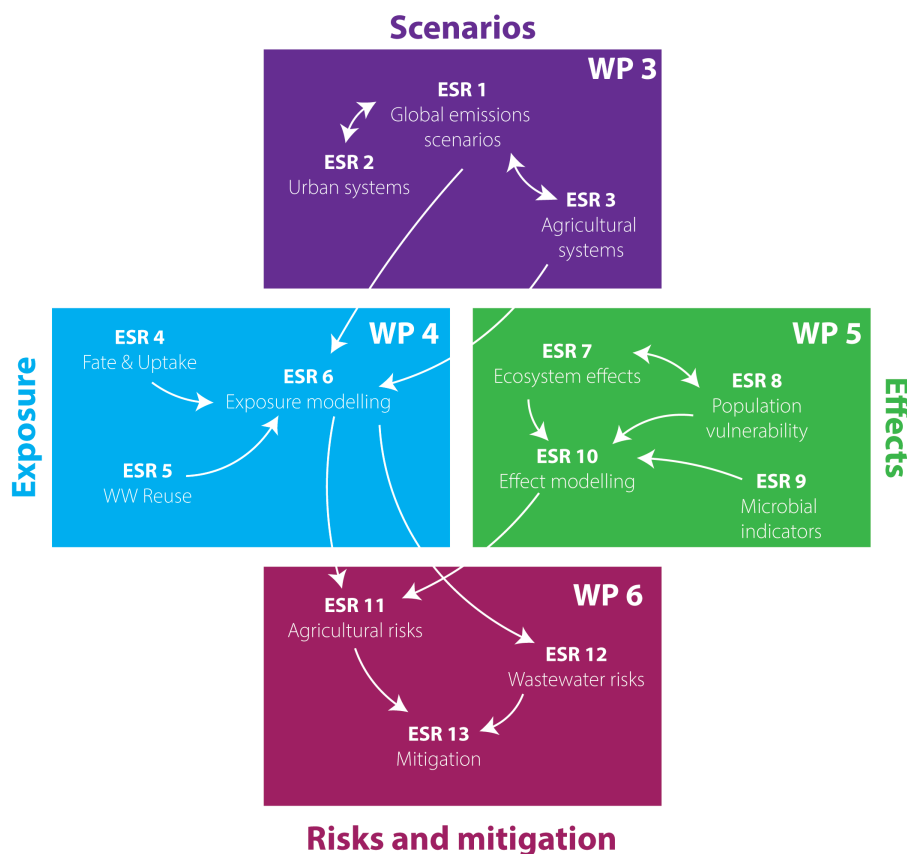 Scenarios
WP 3
ESR 1
Global emissions
scenarios
ESR 2
Urban systems
ESR 3
Agricultural
systems
Exposure
WP 4
ESR 4
Fate & Uptake
ESR 6
Exposure modelling
ESR 5
WW Reuse
WP 5
ESR 7
Ecosystem effects
ESR 8
Population
vulnerability
ESR 10
Effect modelling
ESR 9
Microbial
indicators
Effects
WP 6
ESR 11
Agricultural risks
ESR 12
Wastewater risks
ESR 13
Mitigation
Risks and mitigation